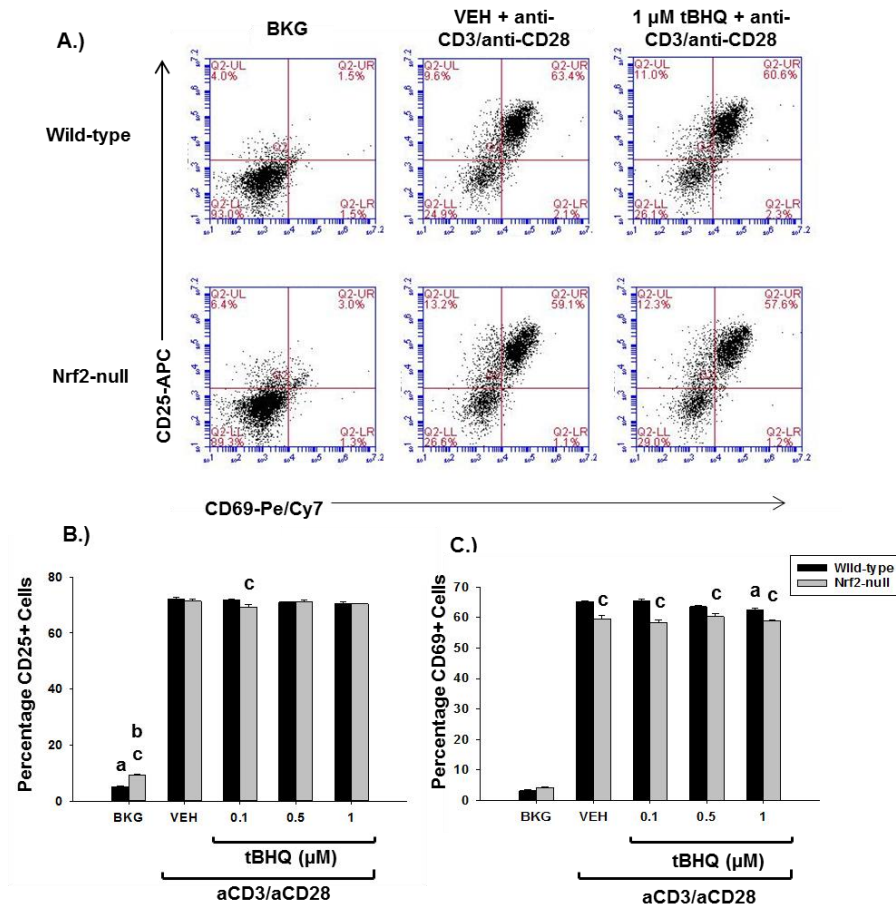 A.)
BKG
VEH + anti-
CD3/anti-CD28
1 µM tBHQ + anti-
CD3/anti-CD28
Wild-type
Q2-UL
4.0%
Q2-UR
1.5%
Q2-LL
93.0%
Q2-LR
1.5%
Q2-UL
9.6%
Q2-UR
63.4%
Q2-LL
24.9%
Q2-LR
2.1%
Q2-UL
11.0%
Q2-UR
60.6%
Q2-LL
26.1%
Q2-LR
2.3%
Nrf2-null
Q2-UL
6.4%
Q2-UR
3.0%
Q2-LL
89.3%
Q2-LR
1.3%
Q2-UL
13.2%
Q2-UR
59.1%
Q2-LL
26.6%
Q2-LR
1.1%
Q2-UL
12.3%
Q2-UR
57.6%
Q2-LL
29.0%
Q2-LR
1.2%
CD25-APC
CD69-Pe/Cy7
B.)
Percentage CD25+ Cells
80
60
40
20
0
a
b
c
c
BKG VEH 0.1 0.5 1
tBHQ (µM)
aCD3/aCD28
C.)
Wild-type
Nrf2-null
Percentage CD69+ Cells
70
60
50
40
30
20
10
0
c c c a c
BKG VEH 0.1 0.5 1
tBHQ (µM)
aCD3/aCD28